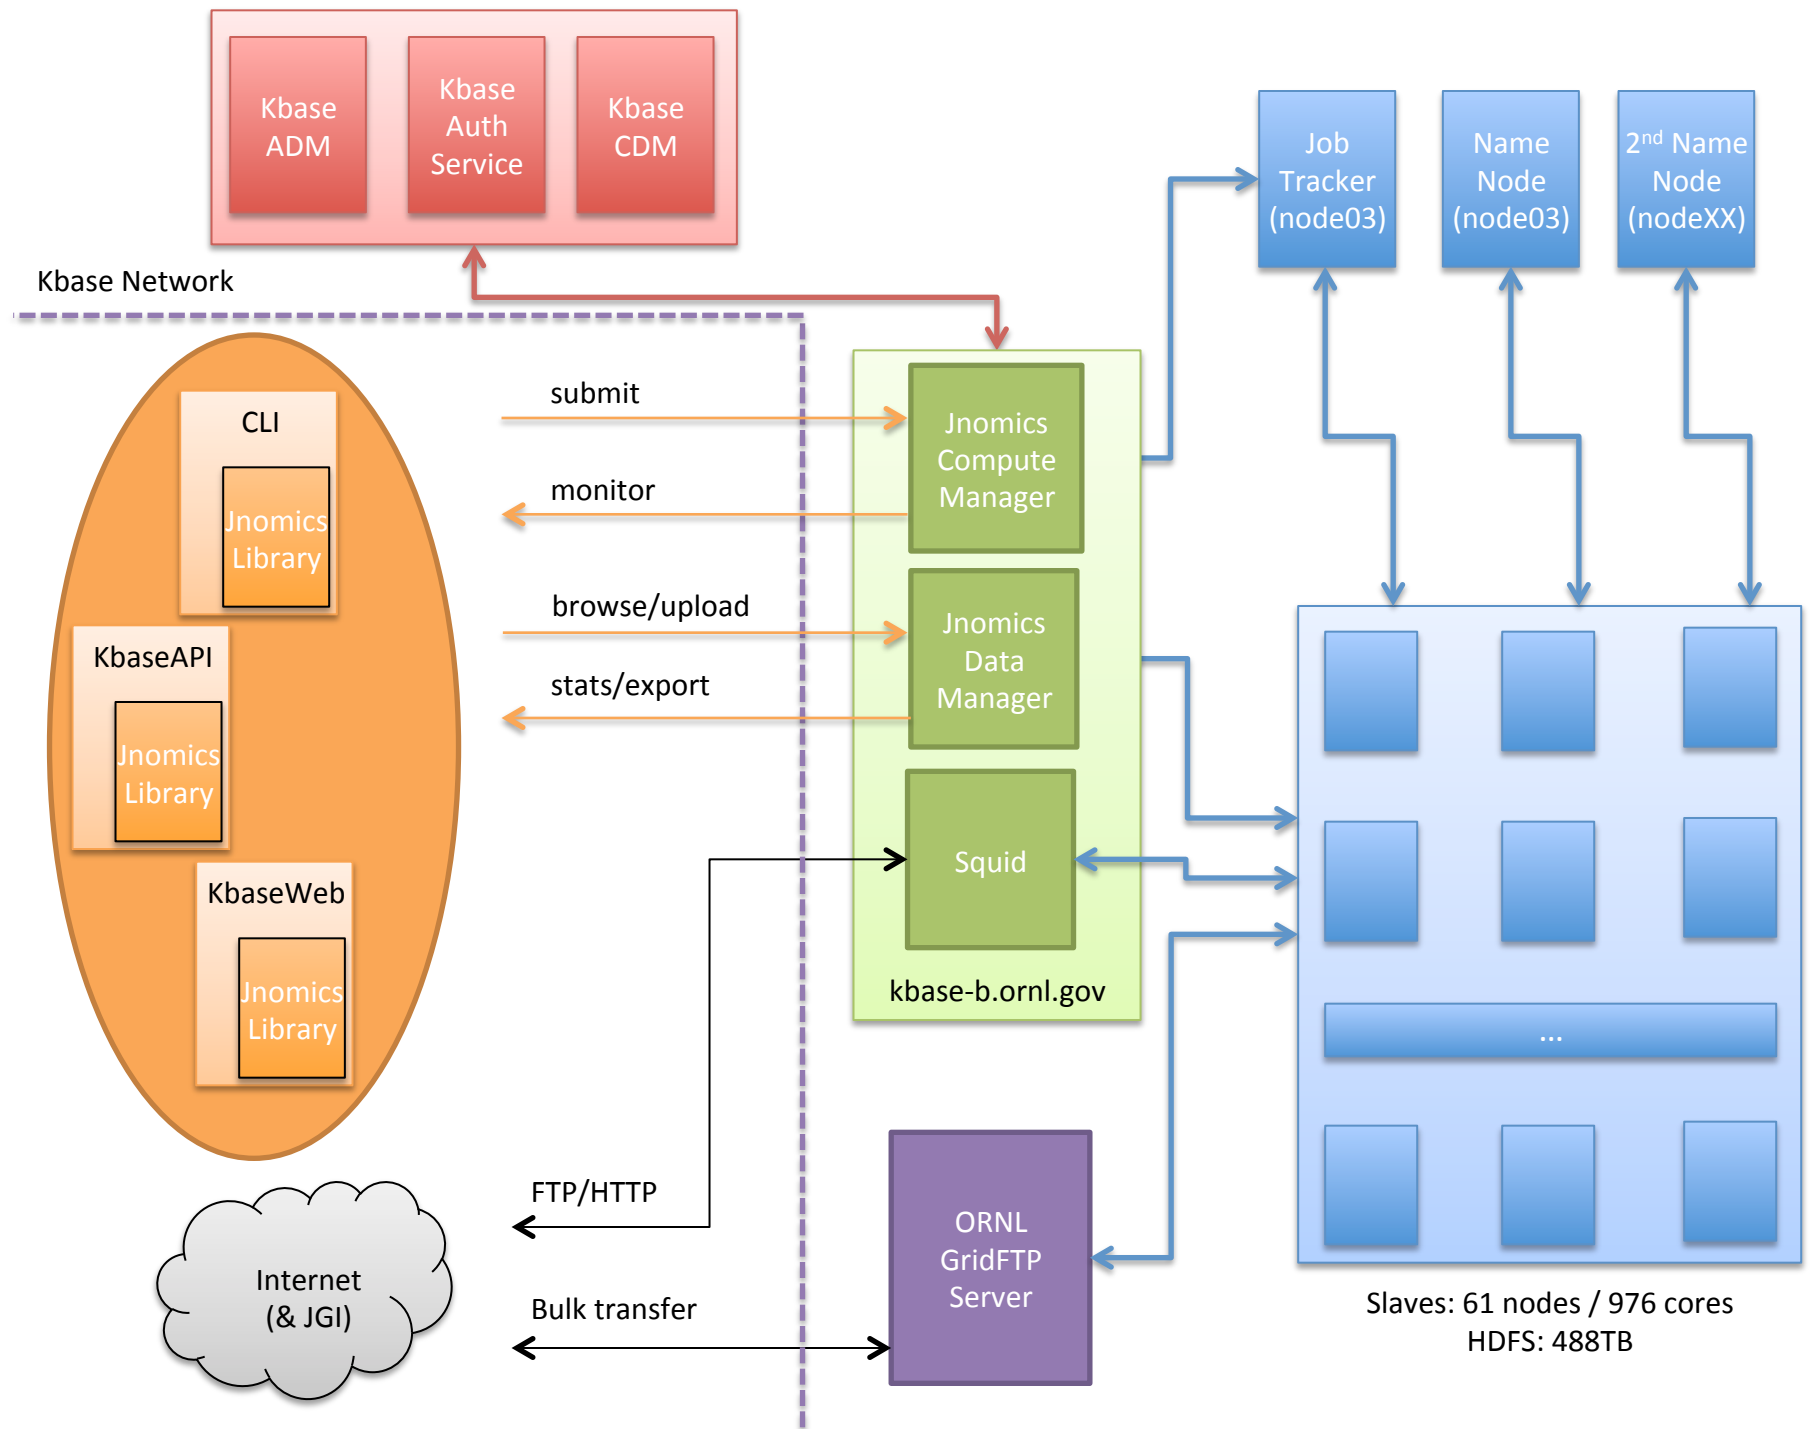 Kbase
ADM
Kbase
Auth
Service
Kbase
CDM
Job
Tracker
(node03)
Name
Node
(node03)
2nd Name
Node
(nodeXX)
Kbase Network
CLI
Jnomics
Library
KbaseAPI
Jnomics
Library
KbaseWeb
Jnomics
Library
submit
monitor
browse/upload
stats/export
Jnomics
Compute
Manager
Jnomics
Data
Manager
Squid
kbase-b.ornl.gov
...
Slaves: 61 nodes / 976 cores
HDFS: 488TB
Internet
(& JGI)
FTP/HTTP
Bulk transfer
ORNL
GridFTP
Server